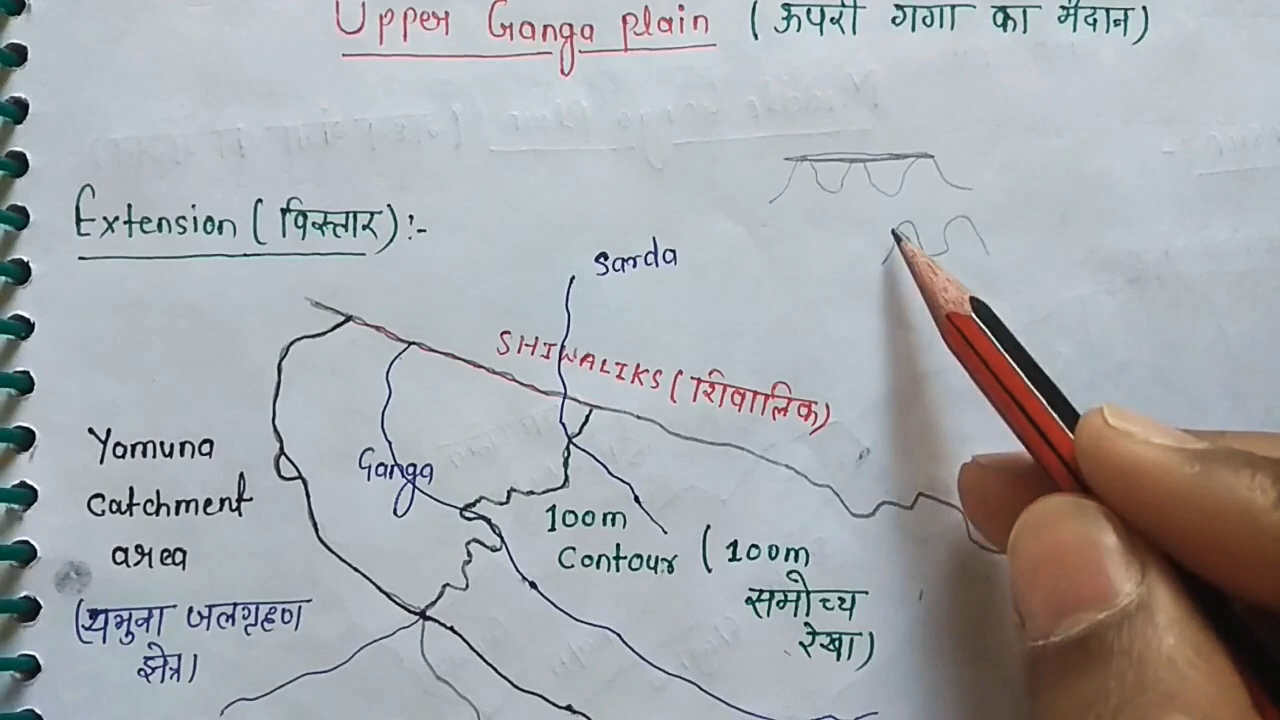 Upper Ganga plain (ऊपरी गंगा का मैदान)
Extension (विस्तार) :-
Sarda
SHIWALIKS (शिवालिक)
Yamuna
Catchment
area
(यमुना जलग्रहण
क्षेत्र)
Ganga
100m
Contour (100m
समोच्य
रेखा)